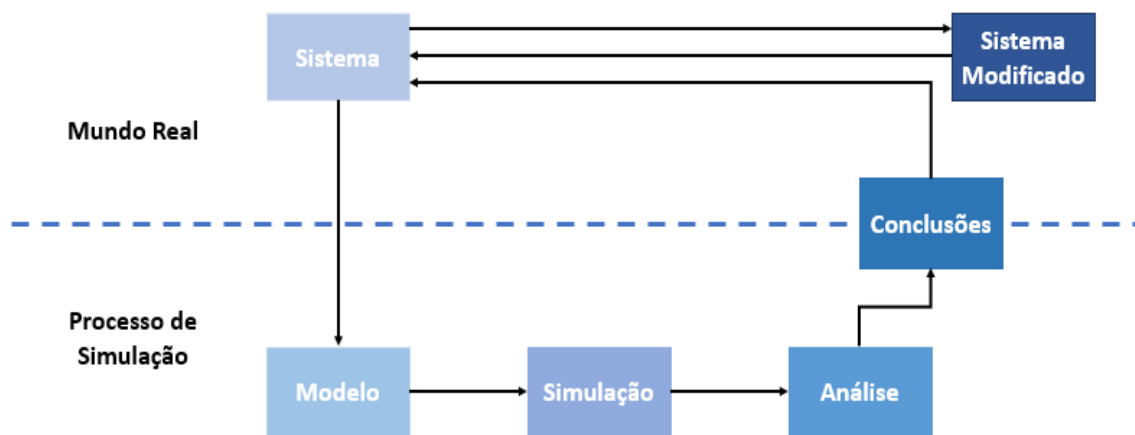 Sistema
Sistema
Modificado
Mundo Real
Conclusões
Processo de
Simulação
Modelo
Simulação
Análise